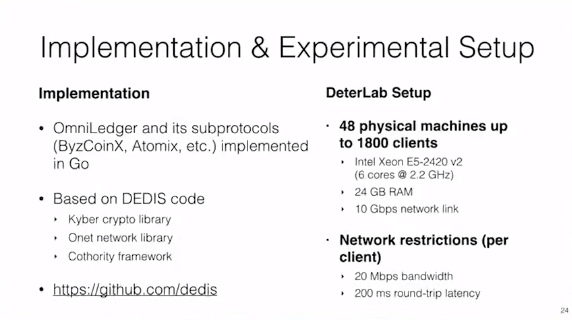 Implementation & Experimental Setup
Implementation
• OmniLedger and its subprotocols
(ByzCoinX, Atomix, etc.) implemented
in Go
• Based on DEDIS code
‣ Kyber crypto library
‣ Onet network library
‣ Cothority framework
• https://github.com/dedis
DeterLab Setup
• 48 physical machines up
to 1800 clients
‣ Intel Xeon E5-2420 v2
(6 cores @ 2.2 GHz)
‣ 24 GB RAM
‣ 10 Gbps network link
• Network restrictions (per
client)
‣ 20 Mbps bandwidth
‣ 200 ms round-trip latency
24